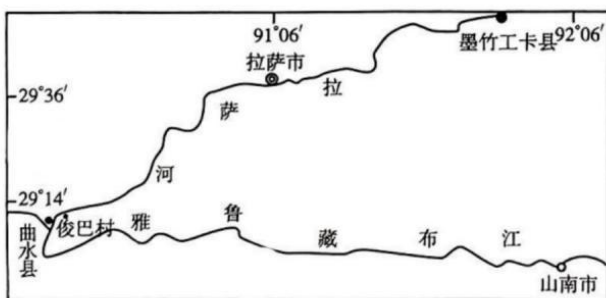 91°06′
92°06′
墨竹工卡县
拉萨市
拉
29°36′
萨
河
29°14′
俊巴村
雅
鲁
藏
布
江
曲水县
山南市